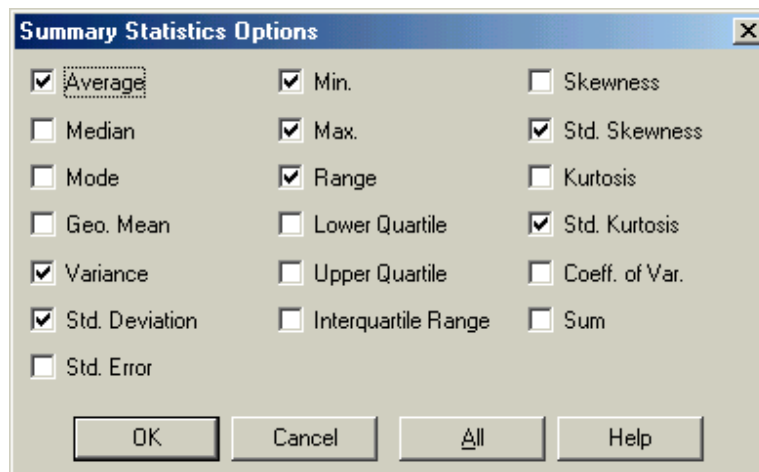 Summary Statistics Options
Average
Min.
Skewness
Median
Max.
Std. Skewness
Mode
Range
Kurtosis
Geo. Mean
Lower Quartile
Std. Kurtosis
Variance
Upper Quartile
Coeff. of Var.
Std. Deviation
Interquartile Range
Sum
Std. Error
OK
Cancel
All
Help